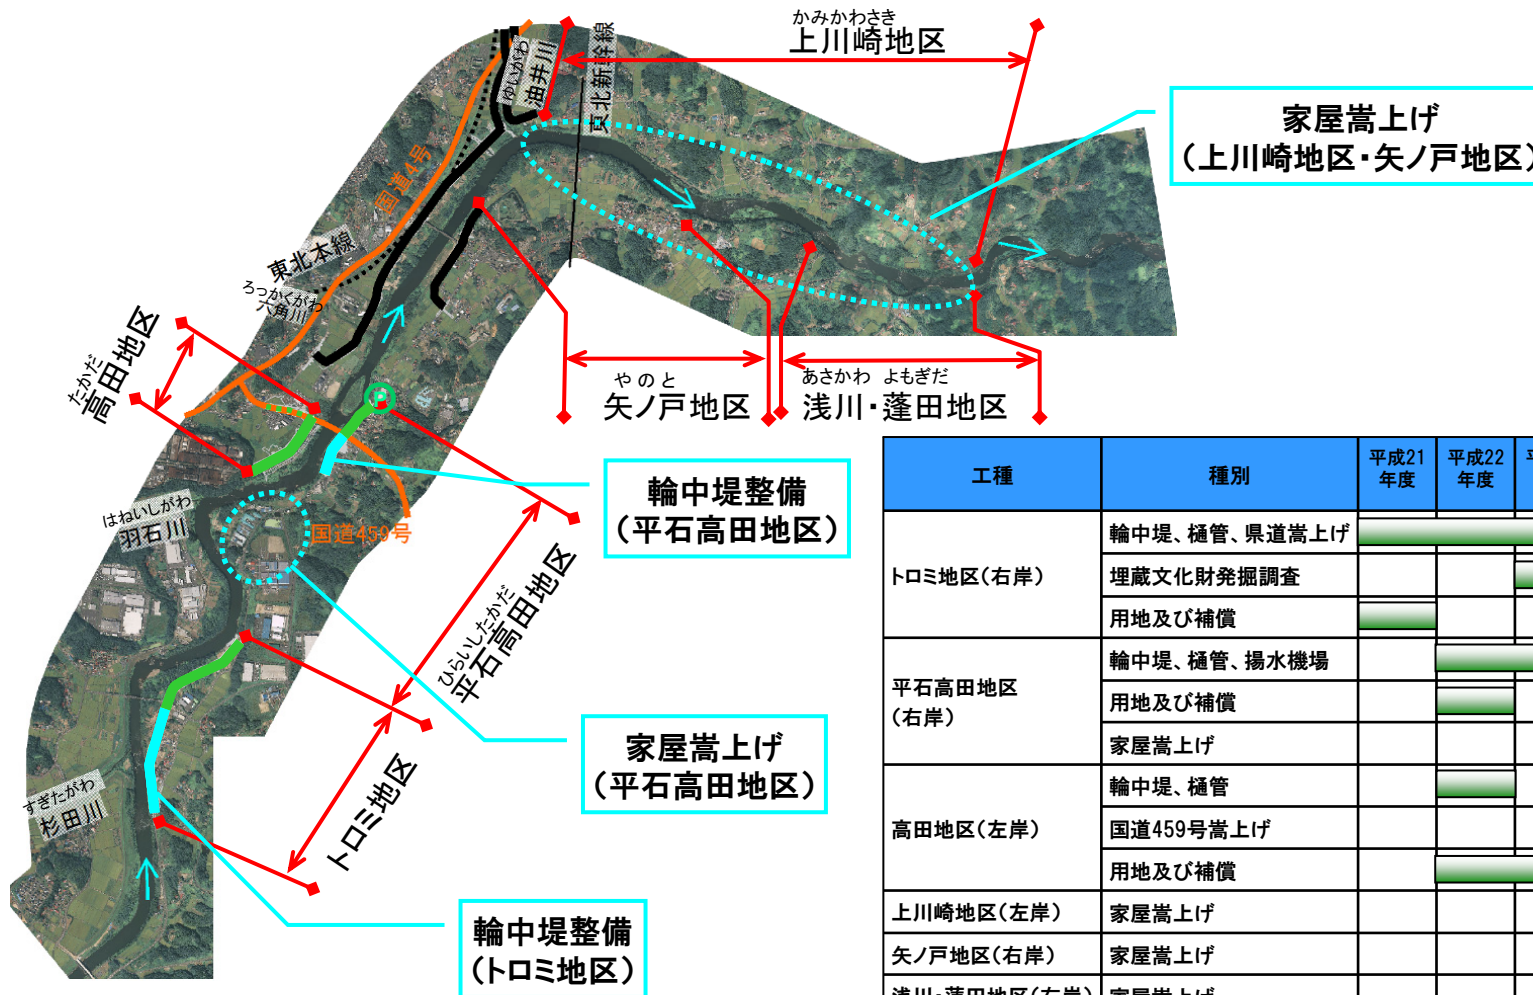 かみかわさき
上川崎地区
ゆいがわ
油井川
東北新幹線
家屋嵩上げ
（上川崎地区・矢ノ戸地区）
国道4号
東北本線
ろっかくがわ
六角川
たかだ
高田地区
やのと
矢ノ戸地区
あさかわ よもぎだ
浅川・蓬田地区
P
輪中堤整備
（平石高田地区）
はねいしがわ
羽石川
国道459号
ひらいしたかだ
平石高田地区
家屋嵩上げ
（平石高田地区）
トロミ地区
すぎたがわ
杉田川
輪中堤整備
（トロミ地区）
工種 種別 平成21年度 平成22年度 平
トロミ地区（右岸） 輪中堤、樋管、県道嵩上げ
埋蔵文化財発掘調査
用地及び補償
平石高田地区
（右岸）
輪中堤、樋管、揚水機場
用地及び補償
家屋嵩上げ
高田地区（左岸） 輪中堤、樋管
国道459号嵩上げ
用地及び補償
上川崎地区（左岸） 家屋嵩上げ
矢ノ戸地区（右岸） 家屋嵩上げ
浅川・蓬田地区（右岸） 家屋嵩上げ